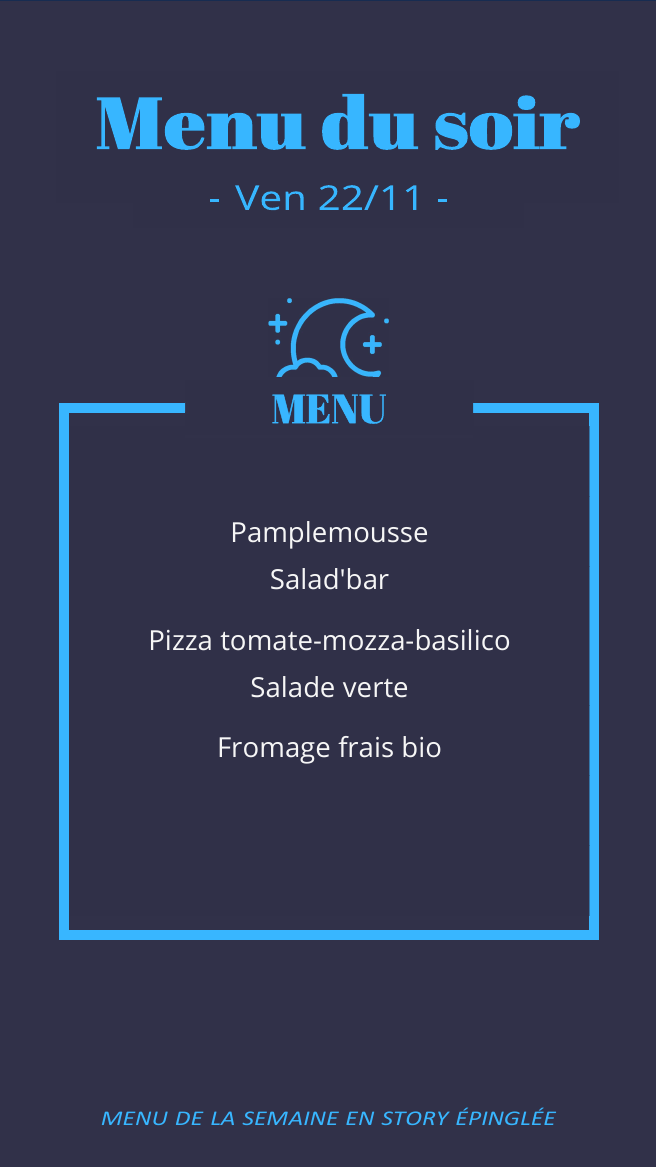 Menu du soir
- Ven 22/11 -
MENU
Pamplemousse
Salad'bar
Pizza tomate-mozza-basilico
Salade verte
Fromage frais bio
MENU DE LA SEMAINE EN STORY ÉPINGLÉE